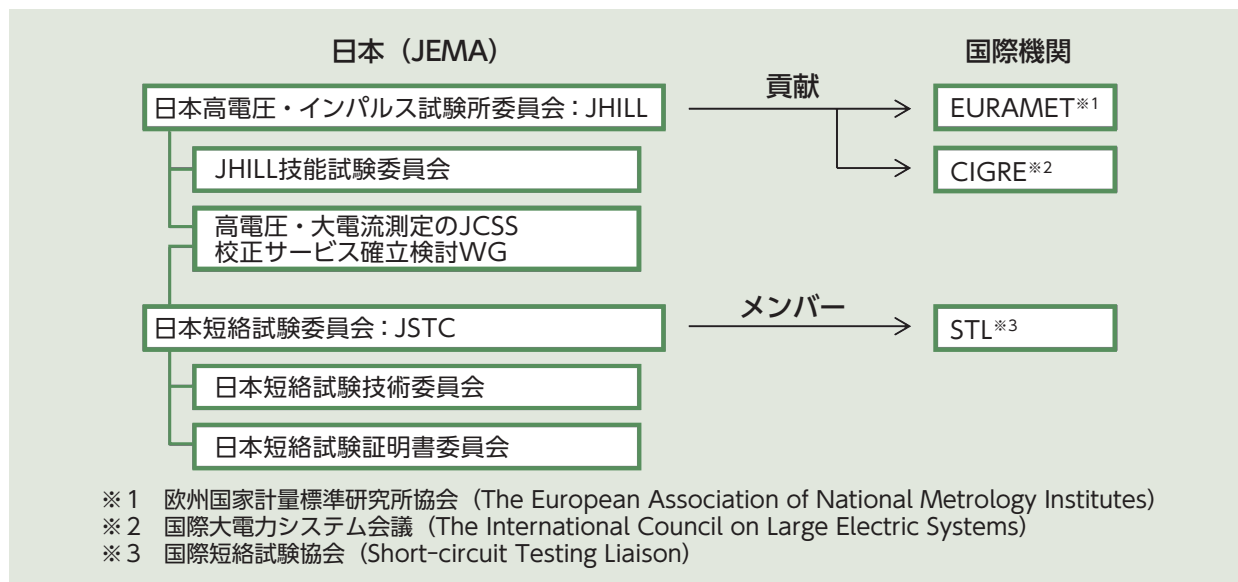 日本（JEMA）
国際機関
日本高電圧・インパルス試験所委員会：JHILL
貢献
EURAMET※1
JHILL技能試験委員会
CIGRE※2
高電圧・大電流測定のJCSS
校正サービス確立検討WG
日本短絡試験委員会：JSTC
メンバー
STL※3
日本短絡試験技術委員会
日本短絡試験証明書委員会
※1　欧州国家計量標準研究所協会（The European Association of National Metrology Institutes）
※2　国際大電力システム会議（The International Council on Large Electric Systems）
※3　国際短絡試験協会（Short-circuit Testing Liaison）